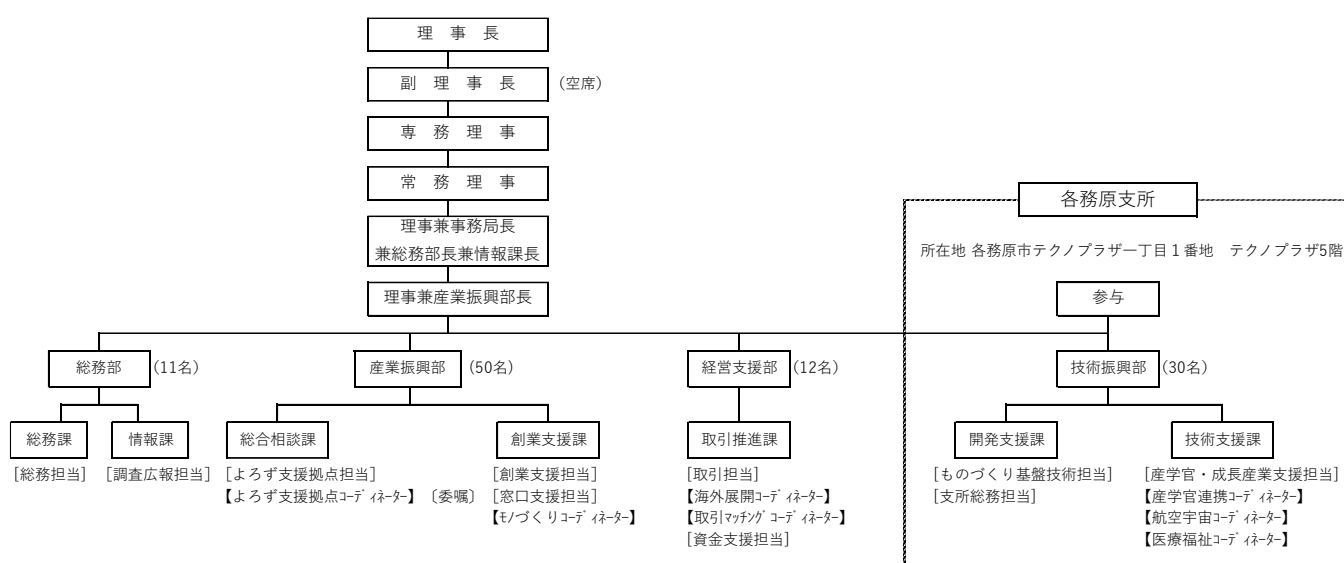 理　事　長
副　理　事　長 (空席)
専　務　理　事
常　務　理　事
理事兼事務局長
兼総務部長兼情報課長
理事兼産業振興部長
各務原支所
所在地 各務原市テクノプラザ一丁目１番地　テクノプラザ5階
参与
総務部 (11名)
産業振興部 (50名)
経営支援部 (12名)
技術振興部 (30名)
総務課
[総務担当]
情報課
[調査広報担当]
総合相談課
[よろず支援拠点担当]
【よろず支援拠点ｺｰﾃﾞｨﾈｰﾀｰ】〔委嘱〕
創業支援課
[創業支援担当]
[窓口支援担当]
【ﾓﾉづくりｺｰﾃﾞｨﾈｰﾀｰ】
取引推進課
[取引担当]
【海外展開ｺｰﾃﾞｨﾈｰﾀｰ】
【取引ﾏｯﾁﾝｸﾞｺｰﾃﾞｨﾈｰﾀｰ】
[資金支援担当]
開発支援課
[ものづくり基盤技術担当]
[支所総務担当]
技術支援課
[産学官・成長産業支援担当]
【産学官連携ｺｰﾃﾞｨﾈｰﾀｰ】
【航空宇宙ｺｰﾃﾞｨﾈｰﾀｰ】
【医療福祉ｺｰﾃﾞｨﾈｰﾀｰ】